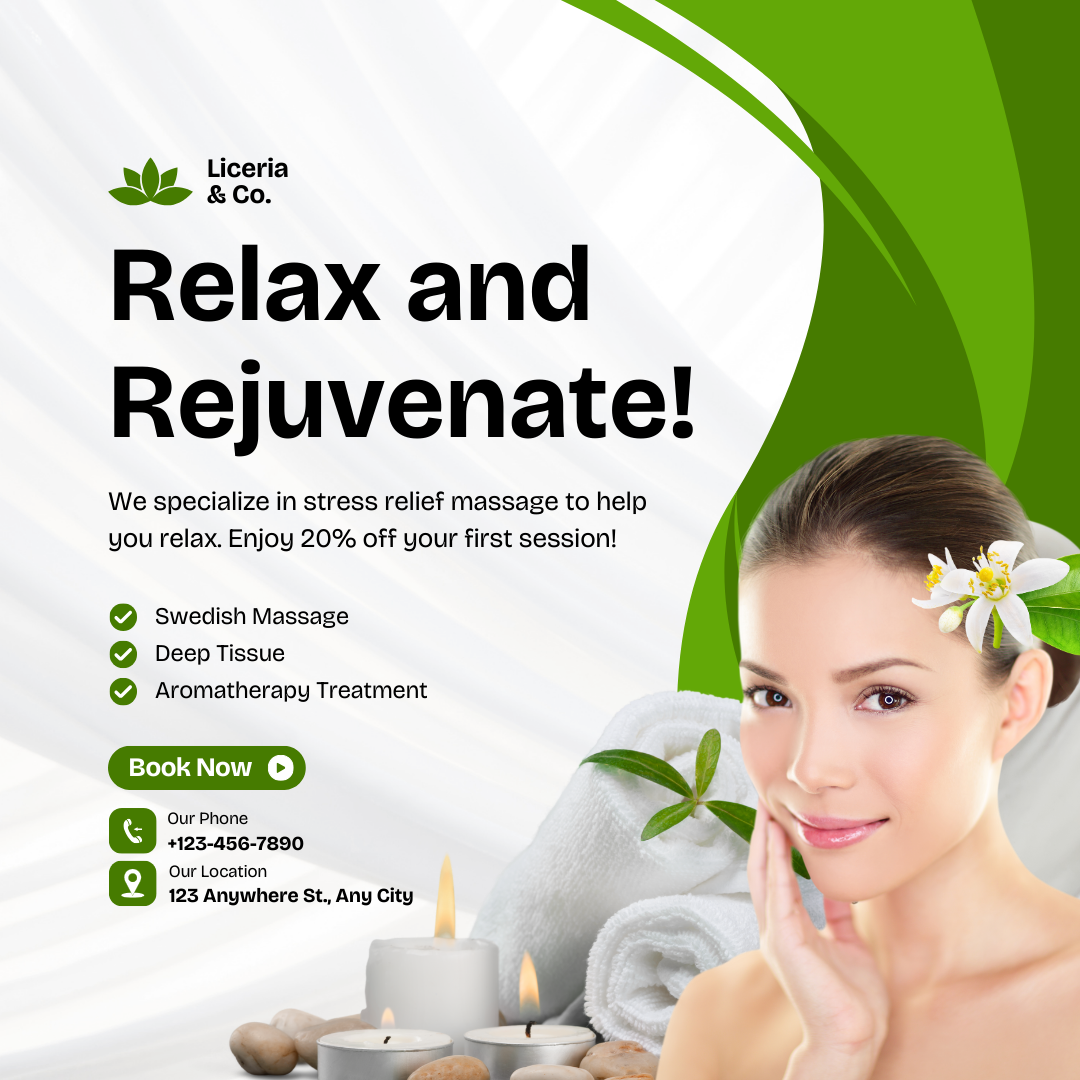 Liceria
& Co.
Relax and
Rejuvenate!
We specialize in stress relief massage to help
you relax. Enjoy 20% off your first session!
Swedish Massage
Deep Tissue
Aromatherapy Treatment
Book Now
Our Phone
+123-456-7890
Our Location
123 Anywhere St., Any City